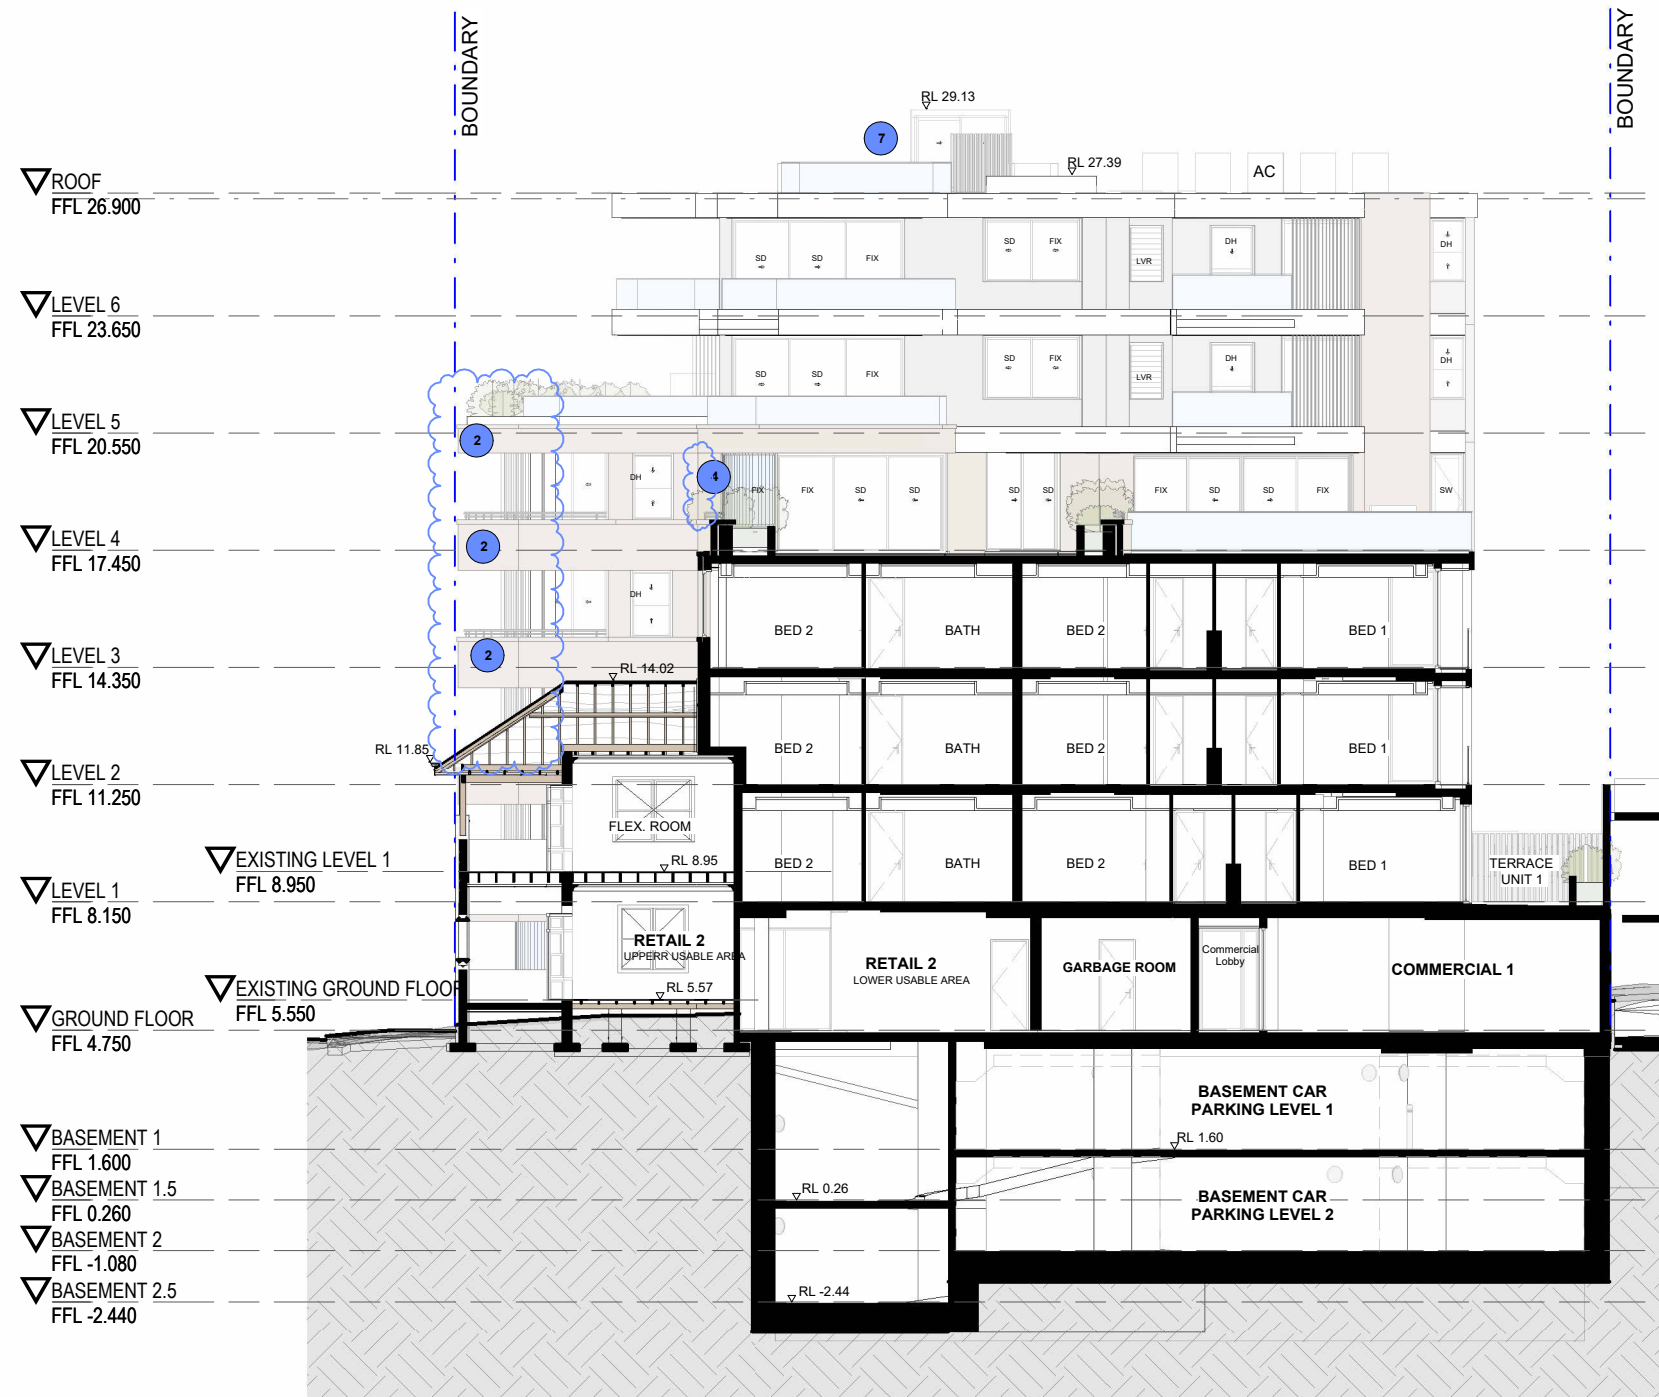 BOUNDARY
BOUNDARY
RL 29.13
7
RL 27.39
AC
ROOF
FFL 26.900
SD
SD
FIX
SD
FIX
LVR
DH
DH
LEVEL 6
FFL 23.650
SD
SD
FIX
SD
FIX
LVR
DH
DH
LEVEL 5
FFL 20.550
2
4
DH
FIX
FIX
SD
SD
SD
SD
FIX
SD
SD
FIX
SW
LEVEL 4
FFL 17.450
2
DH
BED 2
BATH
BED 2
BED 1
LEVEL 3
FFL 14.350
2
RL 14.02
RL 11.85
BED 2
BATH
BED 2
BED 1
LEVEL 2
FFL 11.250
FLEX. ROOM
EXISTING LEVEL 1
FFL 8.950
RL 8.95
BED 2
BATH
BED 2
BED 1
TERRACE
UNIT 1
LEVEL 1
FFL 8.150
RETAIL 2
UPPERR USABLE AREA
RETAIL 2
LOWER USABLE AREA
GARBAGE ROOM
Commercial
Lobby
COMMERCIAL 1
EXISTING GROUND FLOOR
FFL 5.550
RL 5.57
GROUND FLOOR
FFL 4.750
BASEMENT CAR
PARKING LEVEL 1
BASEMENT 1
FFL 1.600
RL 1.60
BASEMENT 1.5
FFL 0.260
RL 0.26
BASEMENT CAR
PARKING LEVEL 2
BASEMENT 2
FFL -1.080
BASEMENT 2.5
FFL -2.440
RL -2.44